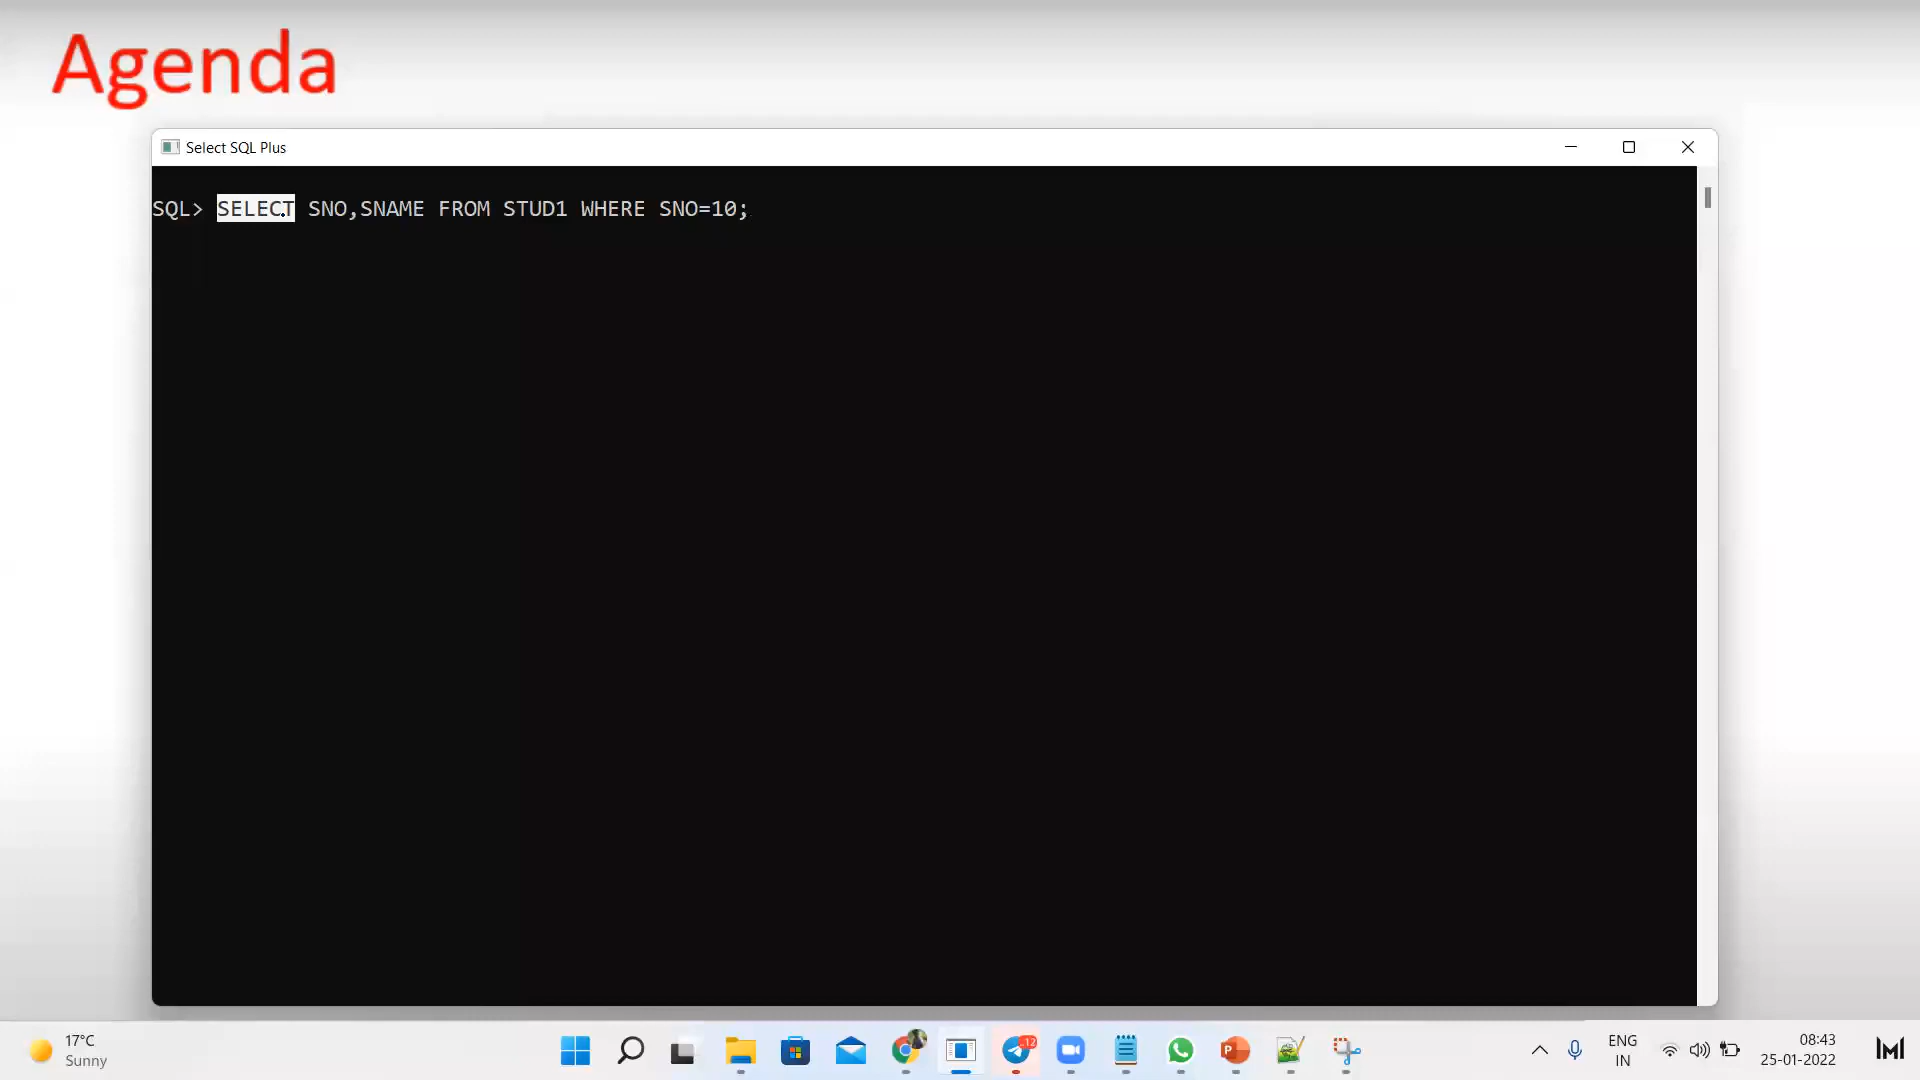 Agenda
Select SQL Plus
SQL> SELECT SNO,SNAME FROM STUD1 WHERE SNO=10;
17°C
Sunny
12
ENG
IN
08:43
25-01-2022